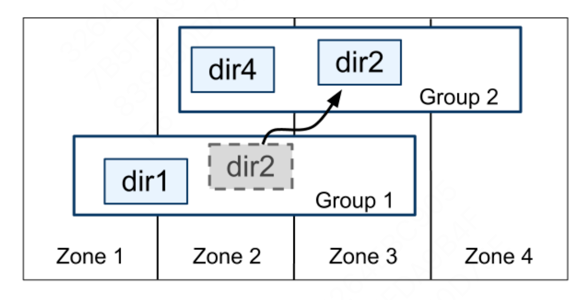 dir4
dir2
Group 2
dir2
dir1
Group 1
Zone 1
Zone 2
Zone 3
Zone 4